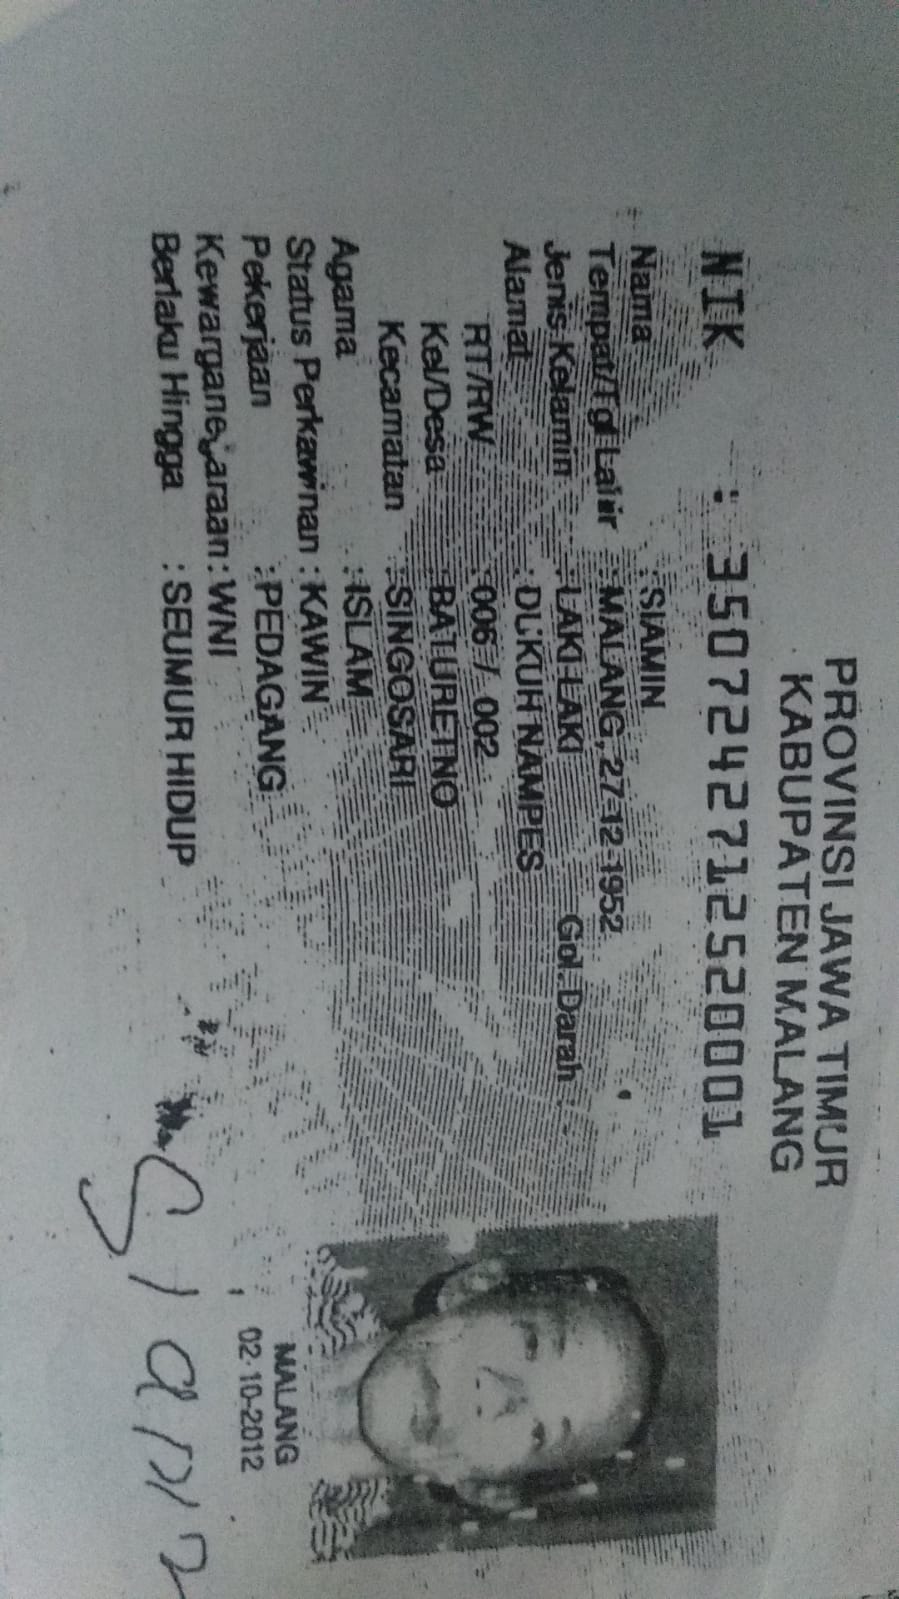 PROVINSI JAWA TIMUR
KABUPATEN MALANG
NIK : 3507242712520001
Nama : SIAMIN
Tempat/Tgl Lahir : MALANG, 27-12-1952
Jenis Kelamin : LAKI-LAKI Gol. Darah :
Alamat : DUKUH NAMPES
RT/RW : 006 / 002
Kel/Desa : BATURETNO
Kecamatan : SINGOSARI
Agama : ISLAM
Status Perkawinan : KAWIN
Pekerjaan : PEDAGANG
Kewarganegaraan : WNI
Berlaku Hingga : SEUMUR HIDUP
MALANG
02-10-2012